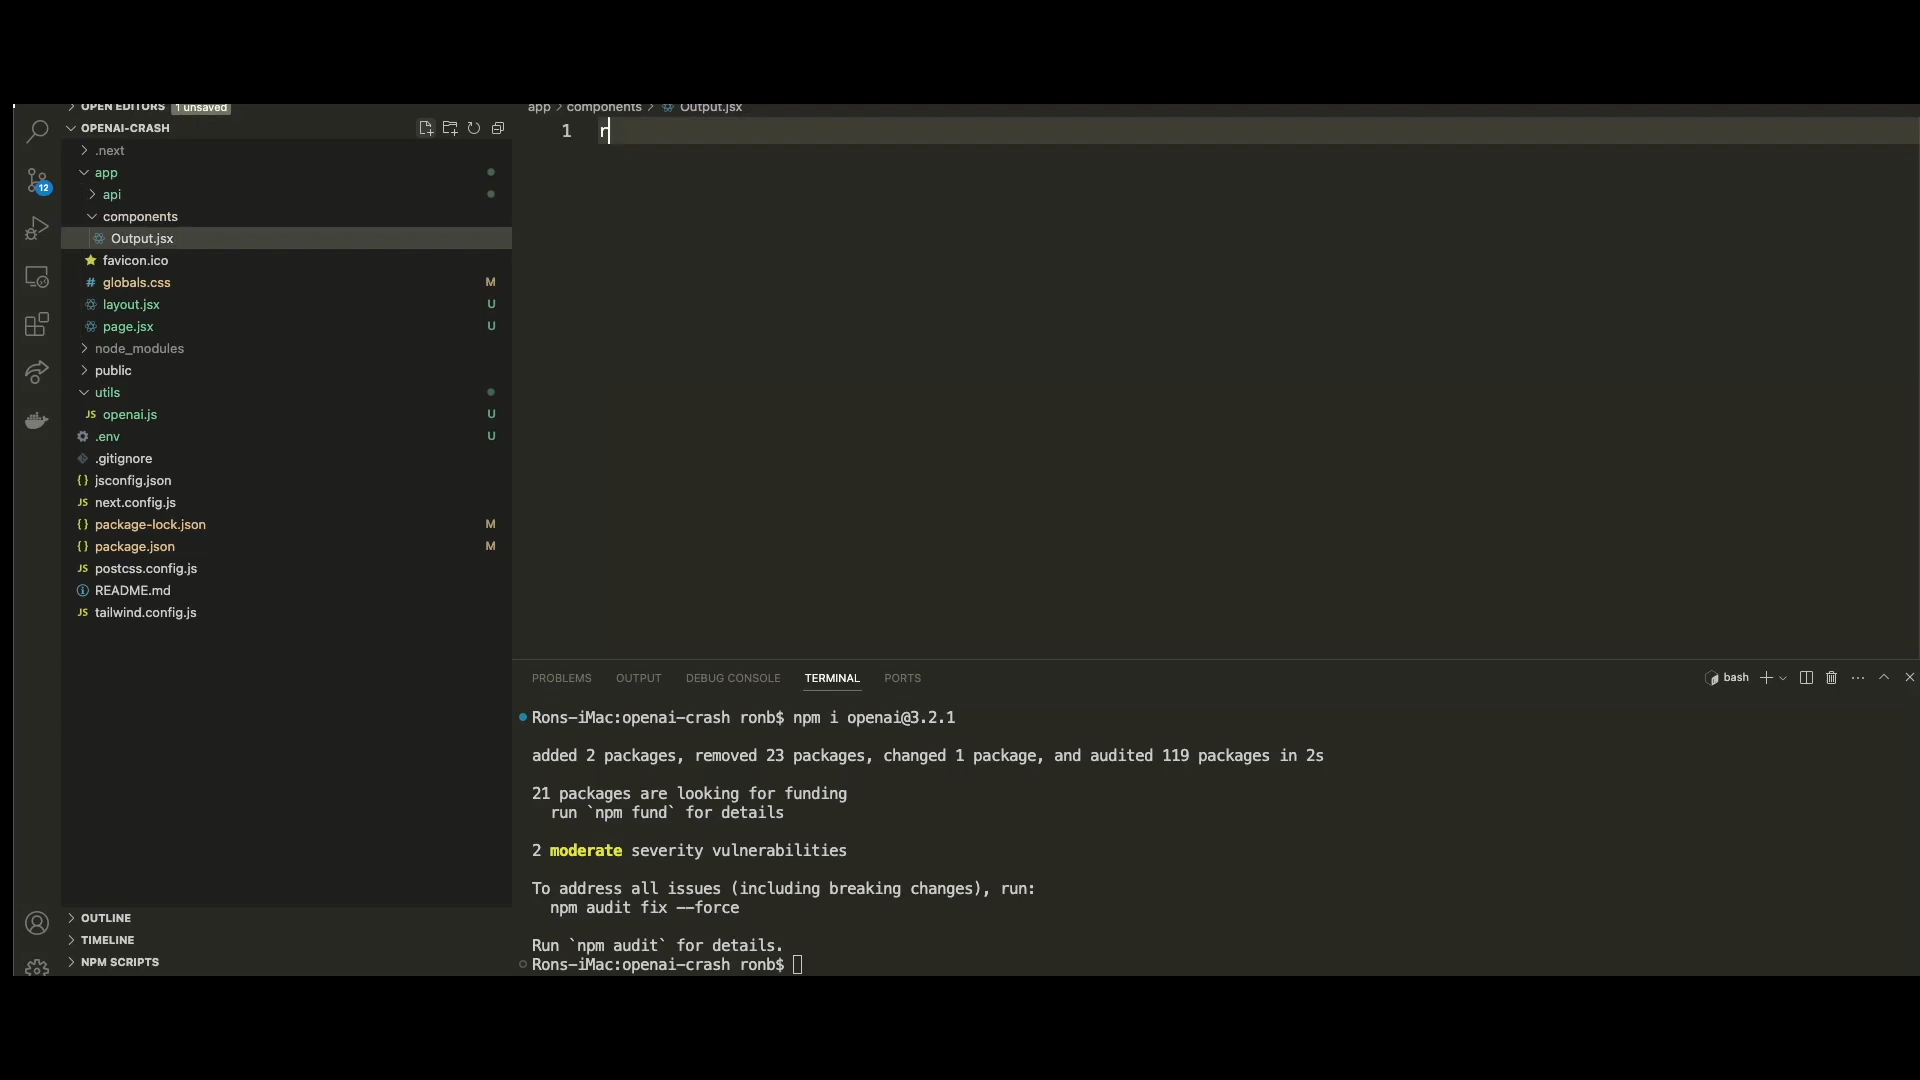 OPEN EDITORS 1 unsaved
OPENAI-CRASH
.next
app
api
components
Output.jsx
favicon.ico
# globals.css M
layout.jsx U
page.jsx U
node_modules
public
utils
JS openai.js U
.env U
.gitignore
{} jsconfig.json
JS next.config.js
{} package-lock.json M
{} package.json M
JS postcss.config.js
README.md
JS tailwind.config.js
OUTLINE
TIMELINE
NPM SCRIPTS
12
app > components > Output.jsx
1 r
PROBLEMS OUTPUT DEBUG CONSOLE TERMINAL PORTS
bash
Rons-iMac:openai-crash ronb$ npm i openai@3.2.1
added 2 packages, removed 23 packages, changed 1 package, and audited 119 packages in 2s
21 packages are looking for funding
run `npm fund` for details
2 moderate severity vulnerabilities
To address all issues (including breaking changes), run:
npm audit fix --force
Run `npm audit` for details.
Rons-iMac:openai-crash ronb$